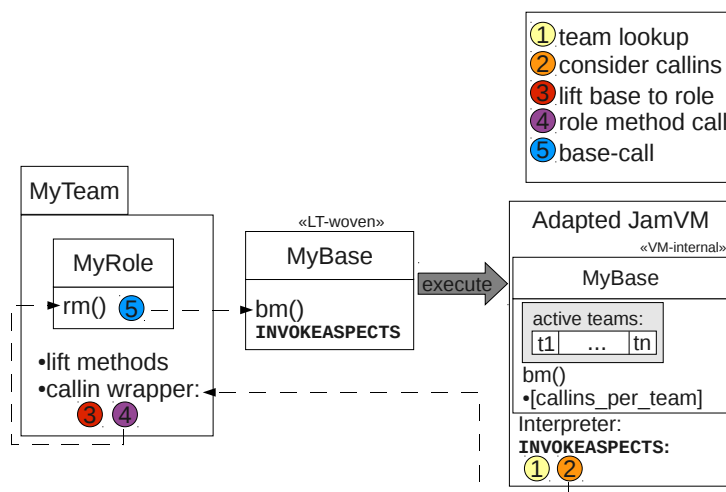 1 team lookup
2 consider callins
3 lift base to role
4 role method call
5 base-call
MyTeam
MyRole
rm() 5
•lift methods
•callin wrapper:
3 4
«LT-woven»
MyBase
bm()
INVOKEASPECTS
execute
Adapted JamVM
«VM-internal»
MyBase
active teams:
t1 ... tn
bm()
•[callins_per_team]
Interpreter:
INVOKEASPECTS:
1 2